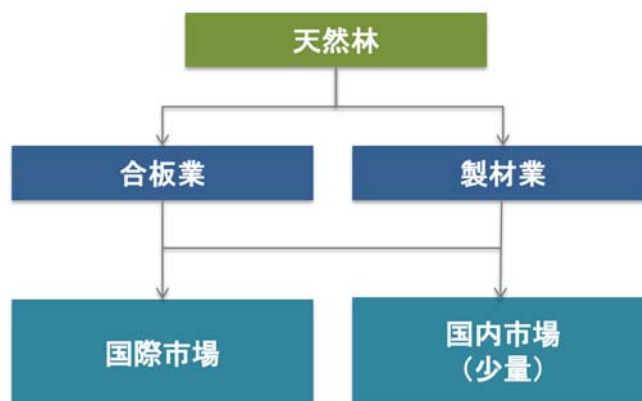 天然林
合板業
製材業
国際市場
国内市場
（少量）